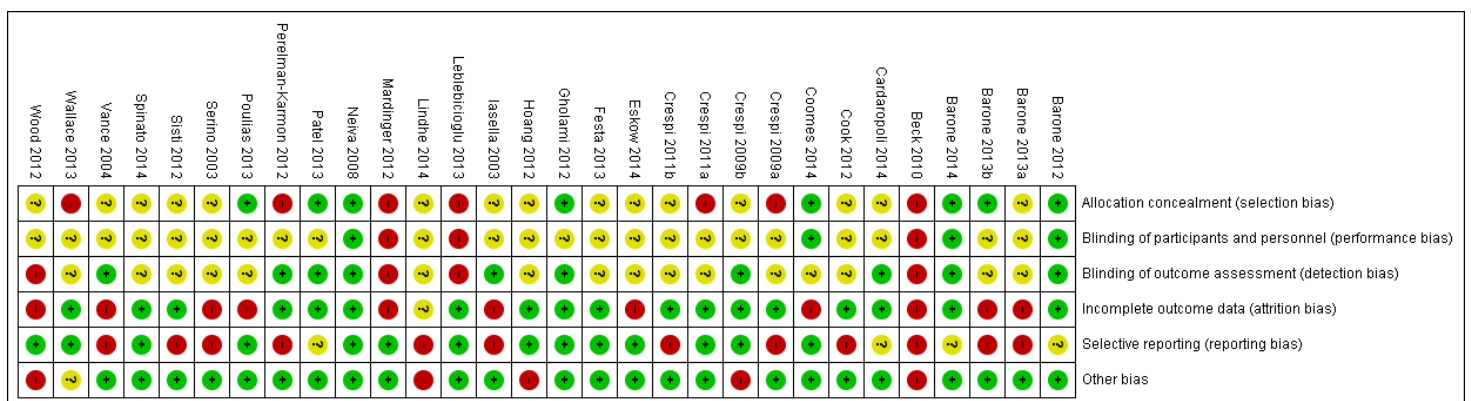 Wood 2012
Wallace 2013
Vance 2004
Spinato 2014
Sisti 2012
Serino 2003
Poulias 2013
Perelman-Karmon 2012
Patel 2013
Neiva 2008
Mardinger 2012
Lindhe 2014
Leblebicioglu 2013
Iasella 2003
Hoang 2012
Gholami 2012
Festa 2013
Eskow 2014
Crespi 2011b
Crespi 2011a
Crespi 2009b
Crespi 2009a
Coomes 2014
Cook 2012
Cardaropoli 2014
Beck 2010
Barone 2014
Barone 2013b
Barone 2013a
Barone 2012
? - ? ? ? ? + - + + - ? - ? ? + ? ? ? - ? - + ? ? - + + ? + Allocation concealment (selection bias)
? ? ? ? ? ? ? ? ? + - ? - ? ? ? ? ? ? ? ? ? + ? ? - + ? ? + Blinding of participants and personnel (performance bias)
- ? + ? ? ? ? + + + - ? - + ? + ? ? ? ? + ? ? ? + - + ? ? + Blinding of outcome assessment (detection bias)
- + - + + - - + + + - ? + - + + + - + + + + - + + - + - - + Incomplete outcome data (attrition bias)
+ + - + - - + - ? + + - + - + + + + - + + - + - ? - ? - - ? Selective reporting (reporting bias)
- ? + + + + + + + + + - + + - + + + + + - + + + + - + + + + Other bias